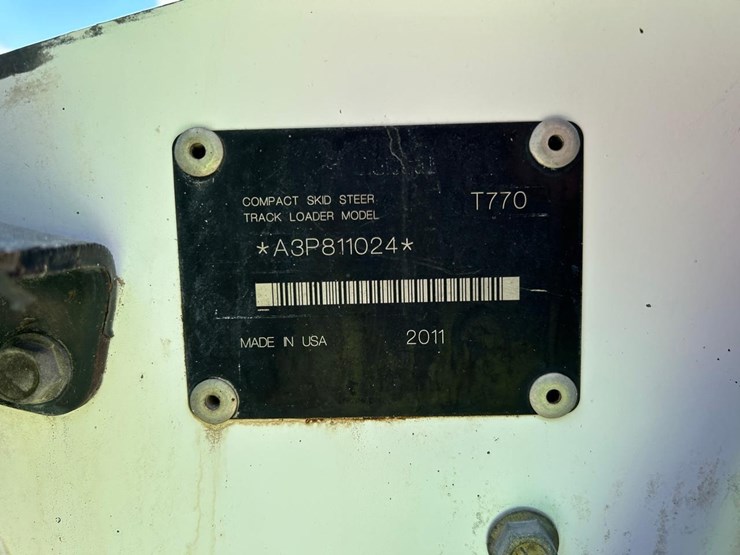 COMPACT SKID STEER
TRACK LOADER MODEL T770
*A3P811024*
MADE IN USA 2011